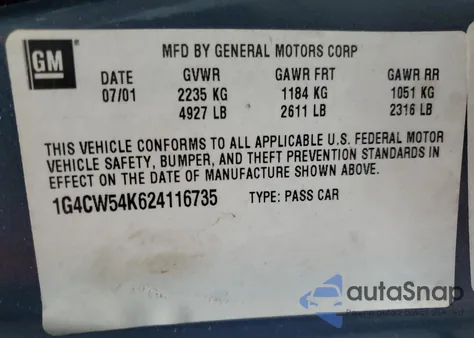 GM
MFD BY GENERAL MOTORS CORP
DATE GVWR GAWR FRT GAWR RR
07/01 2235 KG 1184 KG 1051 KG
4927 LB 2611 LB 2316 LB
THIS VEHICLE CONFORMS TO ALL APPLICABLE U.S. FEDERAL MOTOR
VEHICLE SAFETY, BUMPER, AND THEFT PREVENTION STANDARDS IN
EFFECT ON THE DATE OF MANUFACTURE SHOWN ABOVE.
1G4CW54K624116735 TYPE: PASS CAR
autoSnap